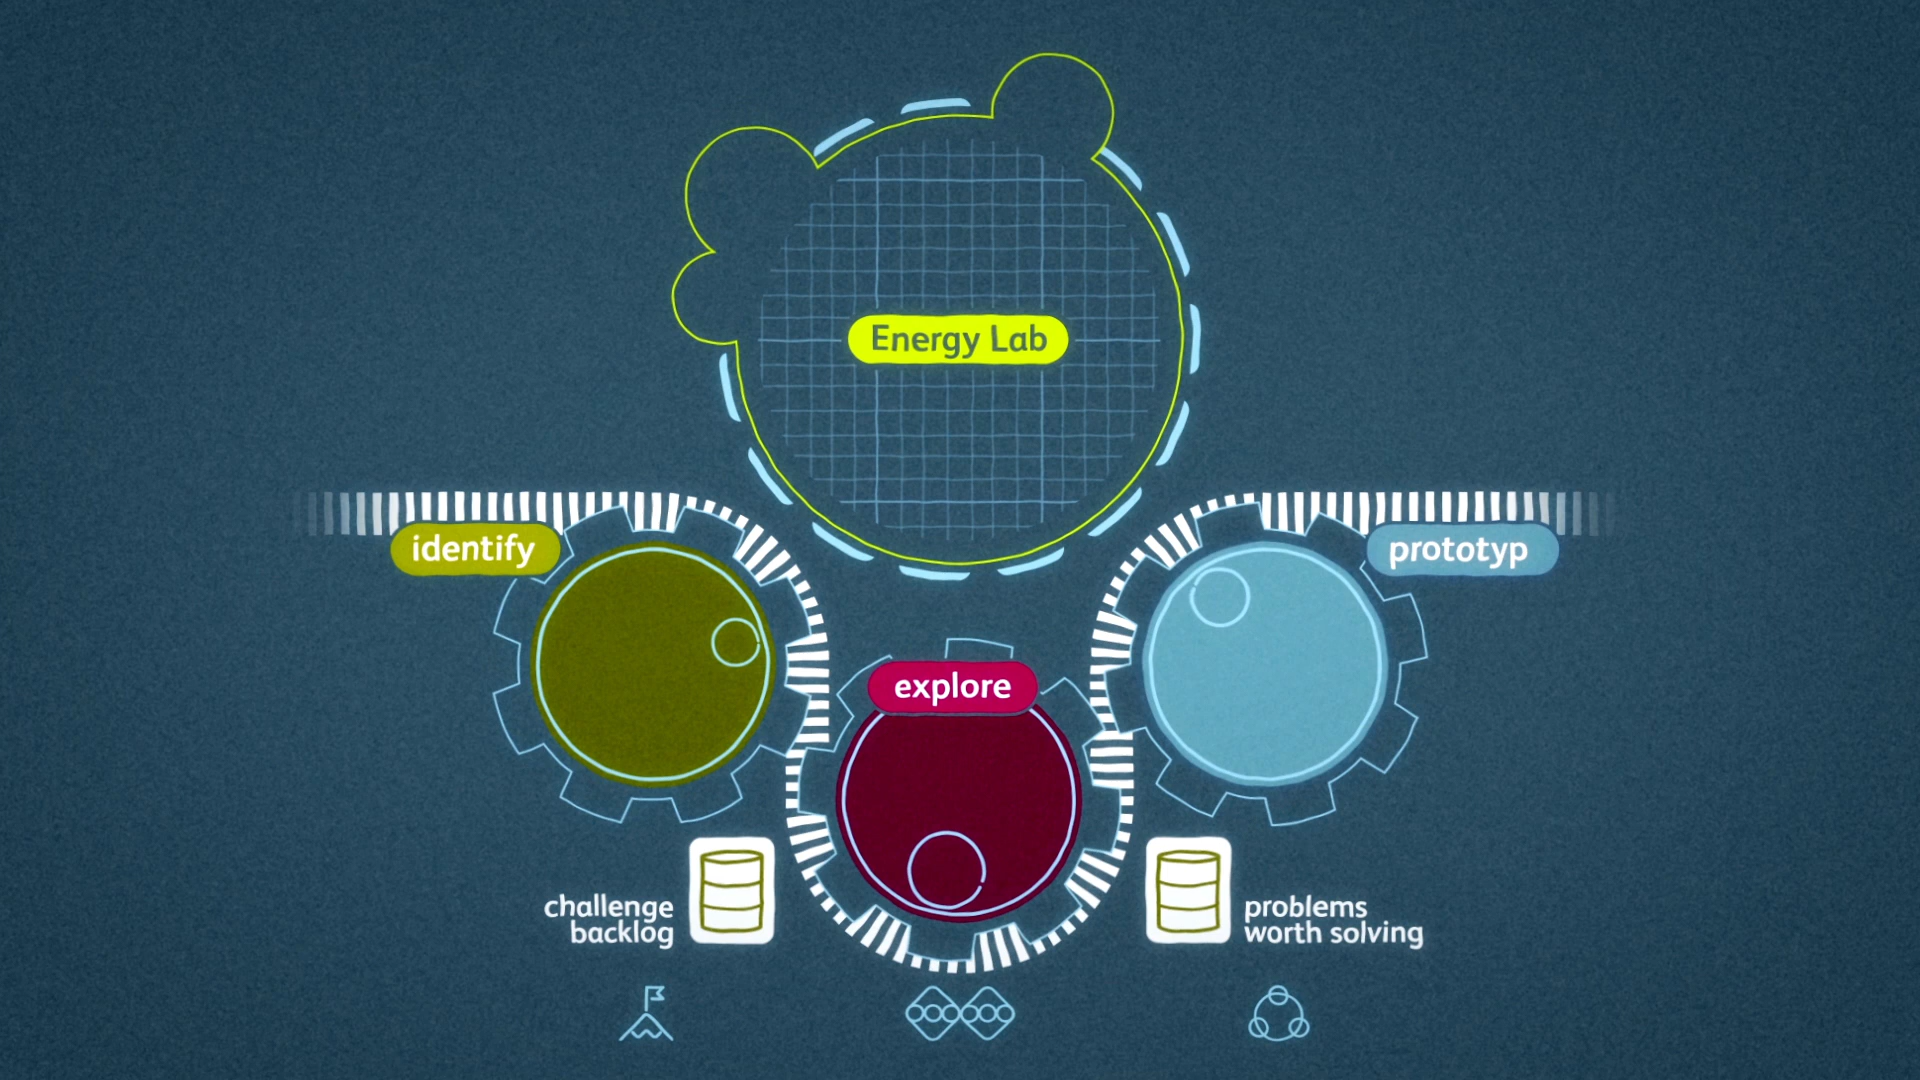 Energy Lab
identify
prototyp
explore
challenge
backlog
problems
worth solving